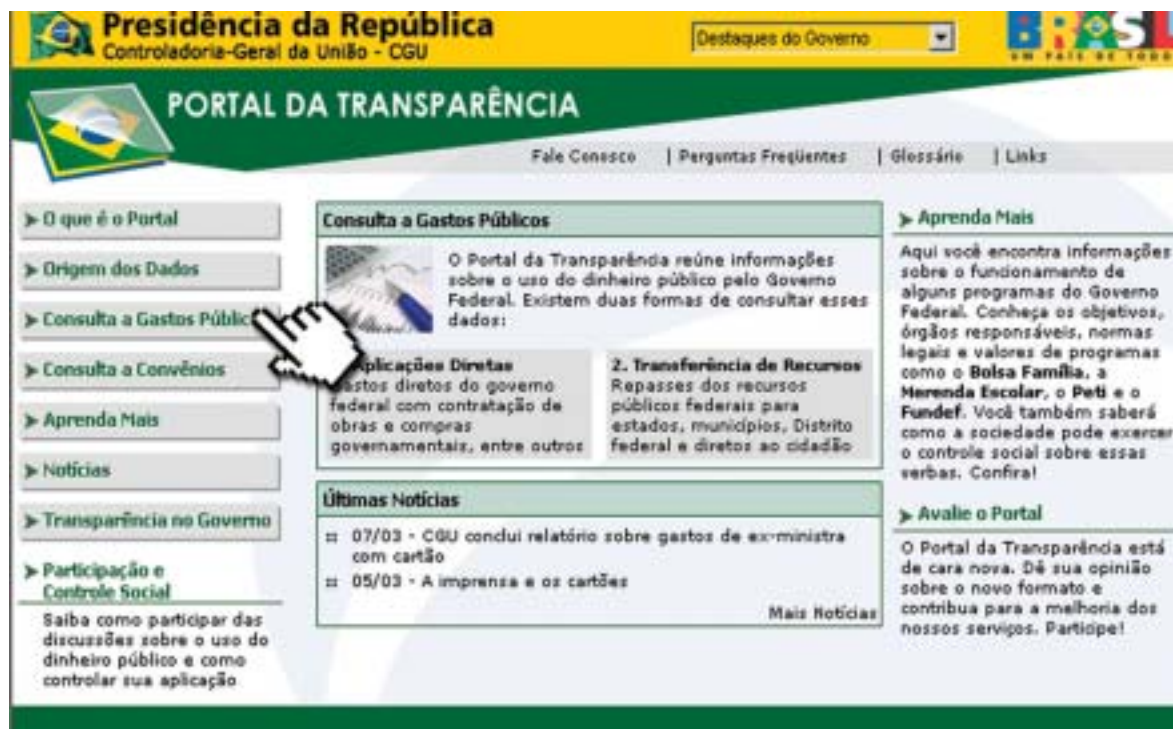 Presidência da República
Controladoria-Geral da União - CGU
Destaques do Governo
BRASIL
UM PAÍS DE TODOS
PORTAL DA TRANSPARÊNCIA
Fale Conosco | Perguntas Freqüentes | Glossário | Links
O que é o Portal
Origem dos Dados
Consulta a Gastos Públic
Consulta a Convênios
Aprenda Mais
Notícias
Transparência no Governo
Participação e
Controle Social
Saiba como participar das
discussões sobre o uso do
dinheiro público e como
controlar sua aplicação
Consulta a Gastos Públicos
O Portal da Transparência reúne informações
sobre o uso do dinheiro público pelo Governo
Federal. Existem duas formas de consultar esses
dados:
Aplicações Diretas
Gastos diretos do governo
federal com contratação de
obras e compras
governamentais, entre outros
2. Transferência de Recursos
Repasses dos recursos
públicos federais para
estados, municípios, Distrito
federal e diretos ao cidadão
Últimas Notícias
07/03 - CGU conclui relatório sobre gastos de ex-ministra
com cartão
05/03 - A imprensa e os cartões
Mais Notícias
Aprenda Mais
Aqui você encontra informações
sobre o funcionamento de
alguns programas do Governo
Federal. Conheça os objetivos,
órgãos responsáveis, normas
legais e valores de programas
como o Bolsa Família, a
Merenda Escolar, o Peti e o
Fundef. Você também saberá
como a sociedade pode exercer
o controle social sobre essas
verbas. Confira!
Avalie o Portal
O Portal da Transparência está
de cara nova. Dê sua opinião
sobre o novo formato e
contribua para a melhoria dos
nossos serviços. Participe!